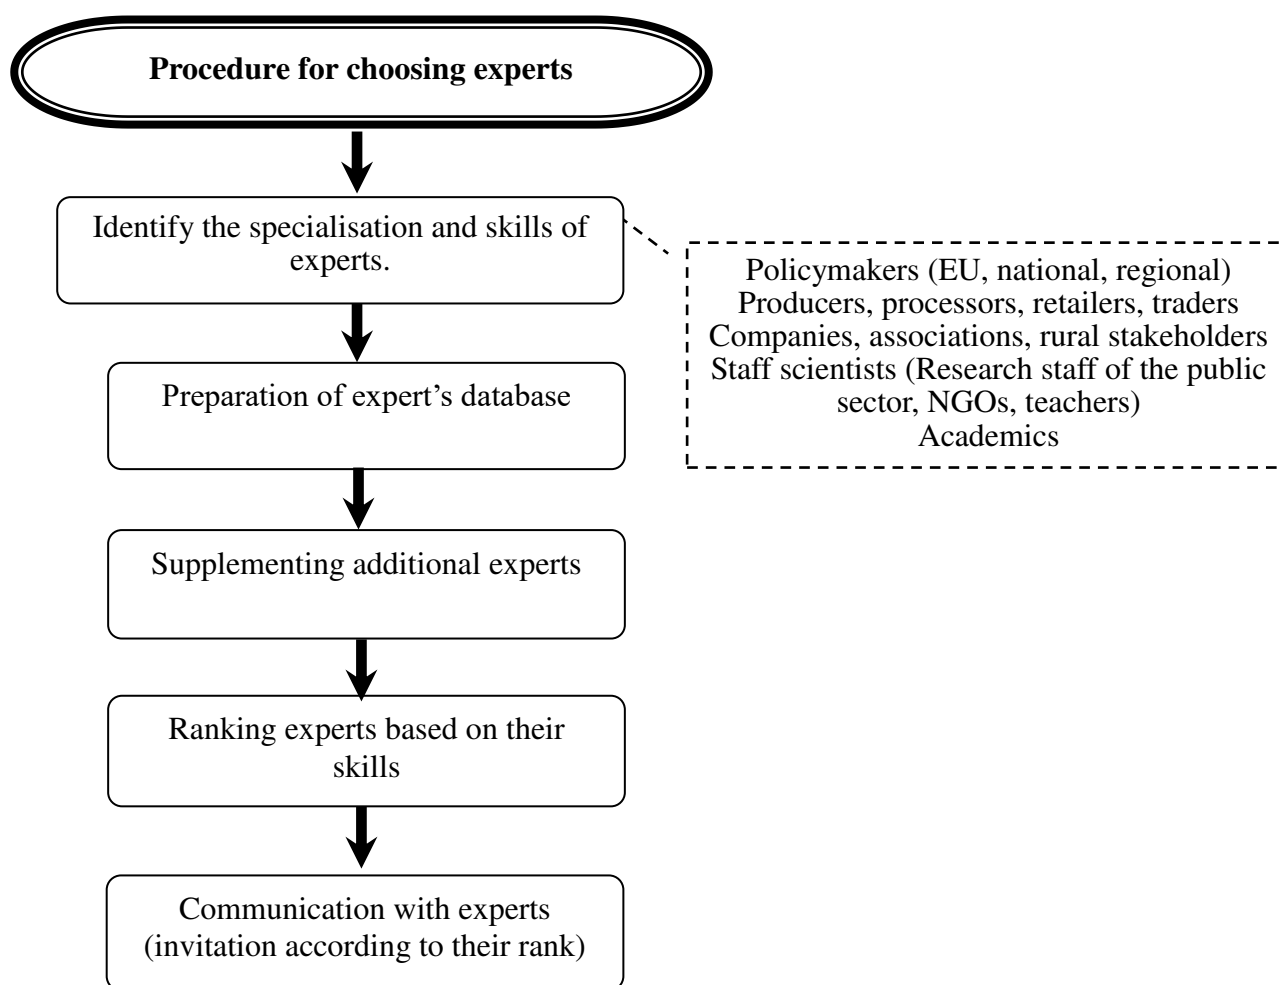 Procedure for choosing experts
Identify the specialisation and skills of
experts.
Policymakers (EU, national, regional)
Producers, processors, retailers, traders
Companies, associations, rural stakeholders
Staff scientists (Research staff of the public
sector, NGOs, teachers)
Academics
Preparation of expert’s database
Supplementing additional experts
Ranking experts based on their
skills
Communication with experts
(invitation according to their rank)